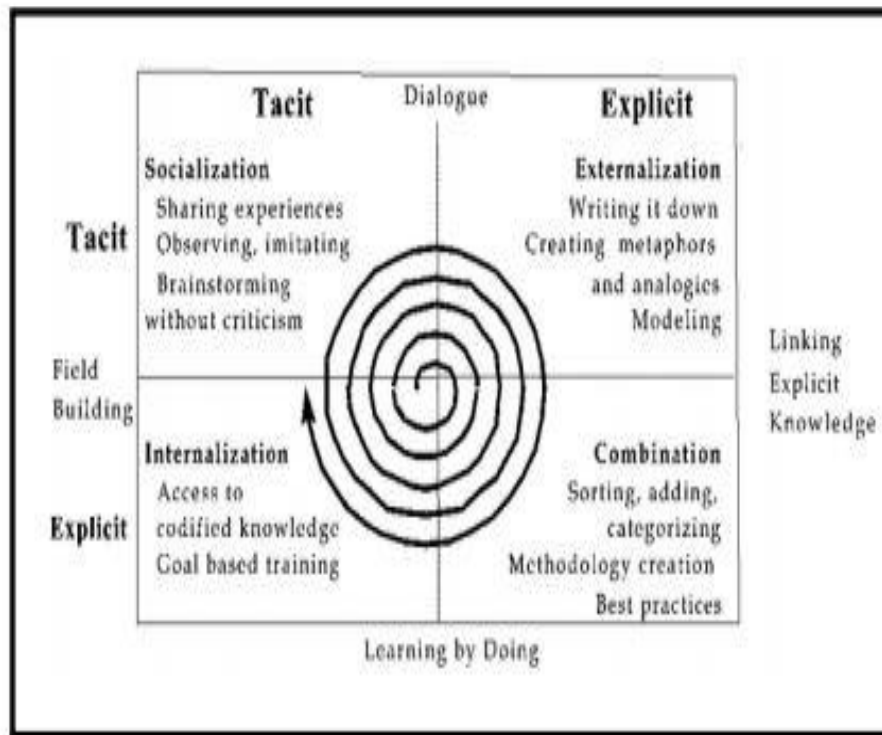 Dialogue
Tacit
Explicit
Tacit
Socialization
Sharing experiences
Observing, imitating
Brainstorming
without criticism
Externalization
Writing it down
Creating metaphors
and analogies
Modeling
Field
Building
Linking
Explicit
Knowledge
Explicit
Internalization
Access to
codified knowledge
Goal based training
Combination
Sorting, adding,
categorizing
Methodology creation
Best practices
Learning by Doing